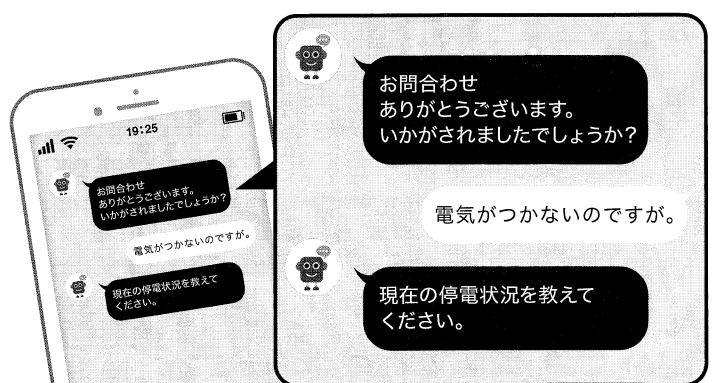 19:25
お問合わせ
ありがとうございます。
いかがされましたでしょうか?
電気がつかないのですが。
現在の停電状況を教えて
ください。
お問合わせ
ありがとうございます。
いかがされましたでしょうか?
電気がつかないのですが。
現在の停電状況を教えて
ください。